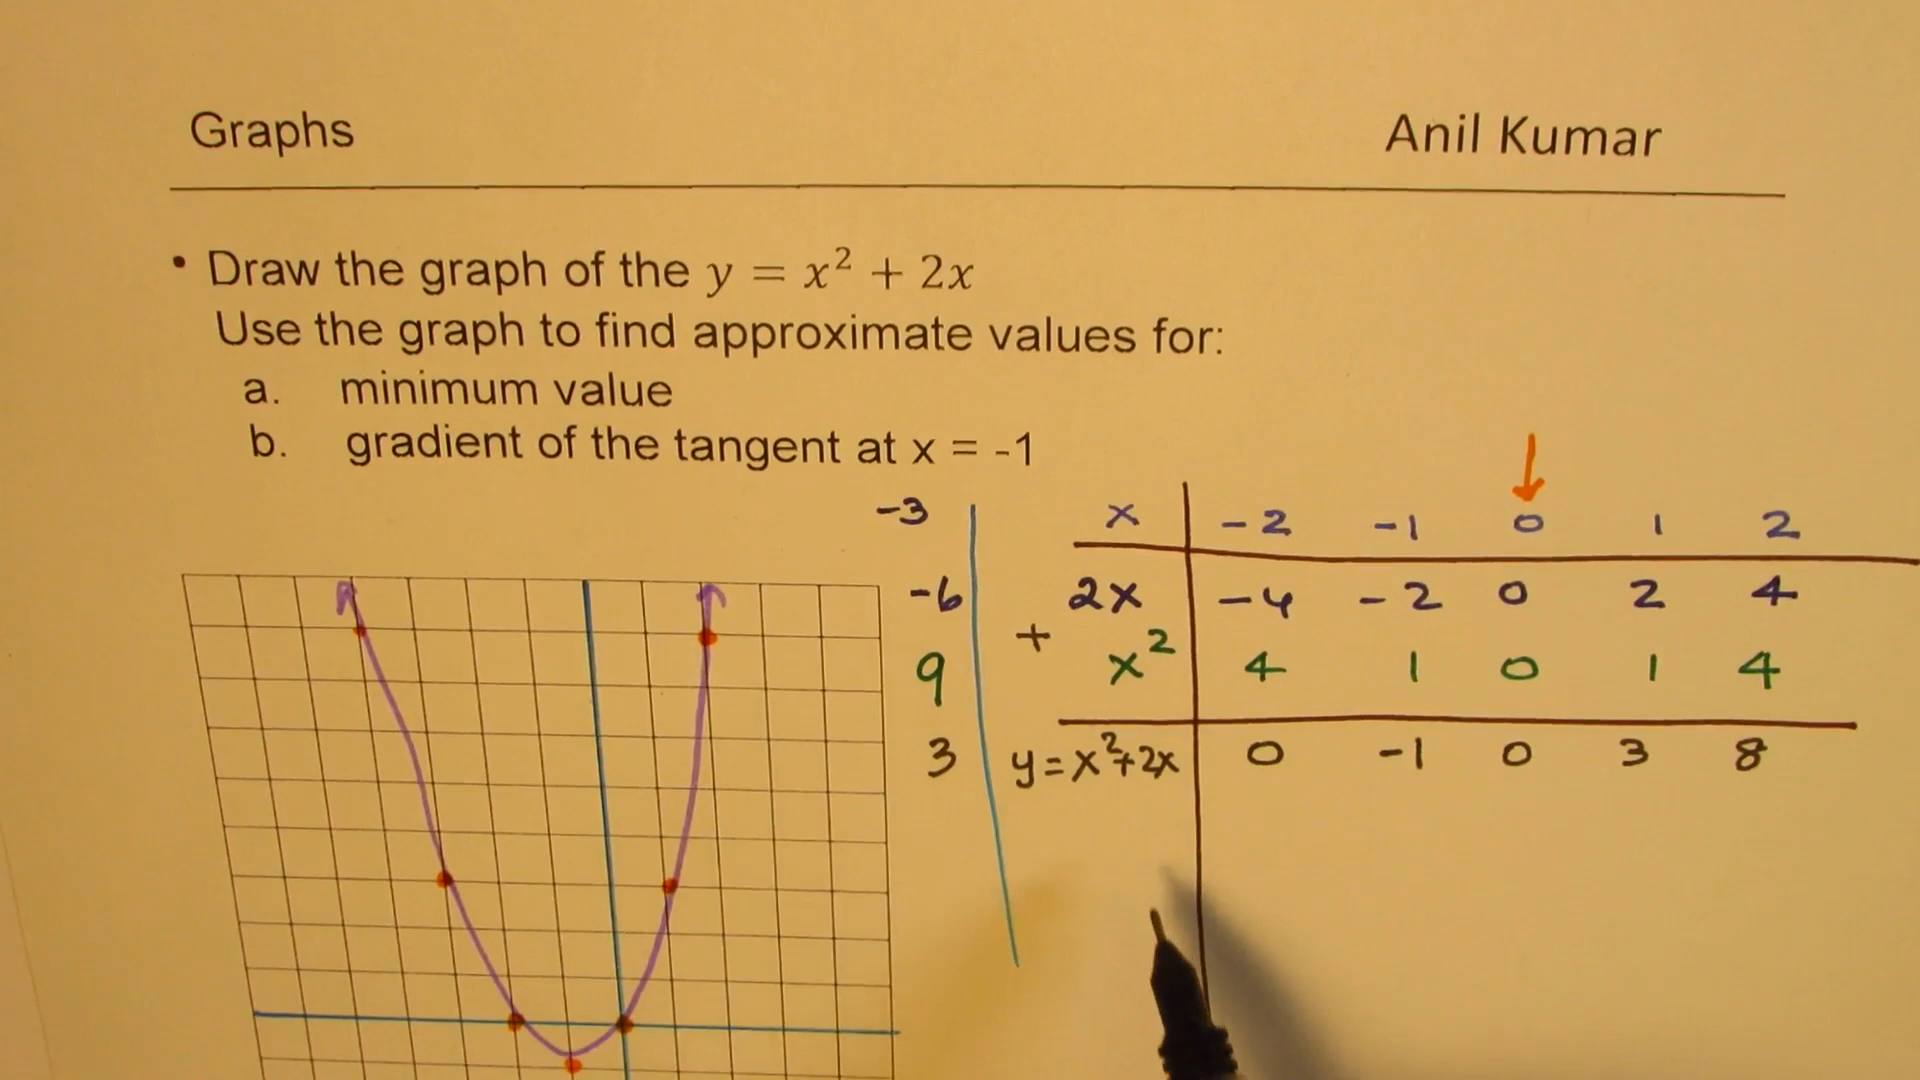 Graphs Anil Kumar
• Draw the graph of the y = x² + 2x
Use the graph to find approximate values for:
a. minimum value
b. gradient of the tangent at x = -1
-3 x -2 -1 0 1 2
-6 2x -4 -2 0 2 4
+
9 x² 4 1 0 1 4
3 y=x²+2x 0 -1 0 3 8